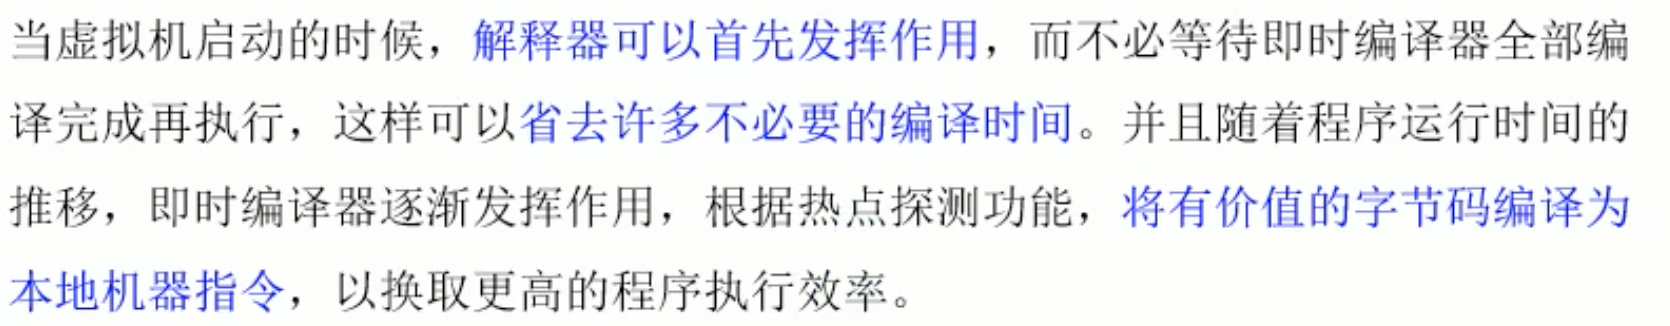 当虚拟机启动的时候，解释器可以首先发挥作用，而不必等待即时编译器全部编
译完成再执行，这样可以省去许多不必要的编译时间。并且随着程序运行时间的
推移，即时编译器逐渐发挥作用，根据热点探测功能，将有价值的字节码编译为
本地机器指令，以换取更高的程序执行效率。